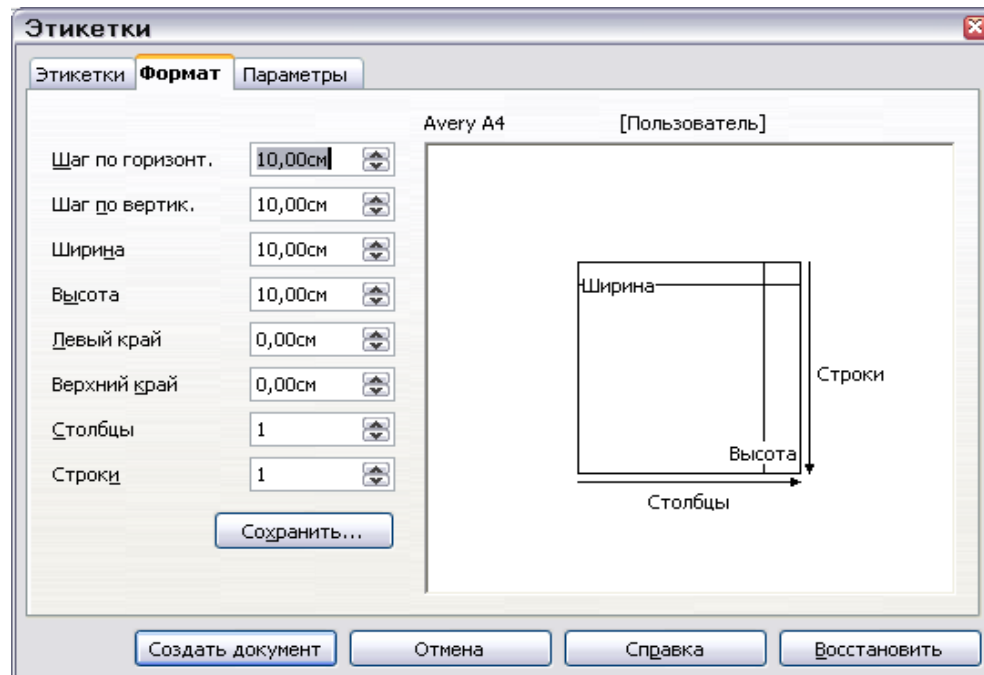 Этикетки
Этикетки Формат Параметры
Avery A4 [Пользователь]
Шаг по горизонт. 10,00см
Шаг по вертик. 10,00см
Ширина 10,00см
Высота 10,00см
Левый край 0,00см
Верхний край 0,00см
Столбцы 1
Строки 1
Сохранить...
Ширина
Строки
Высота
Столбцы
Создать документ Отмена Справка Восстановить